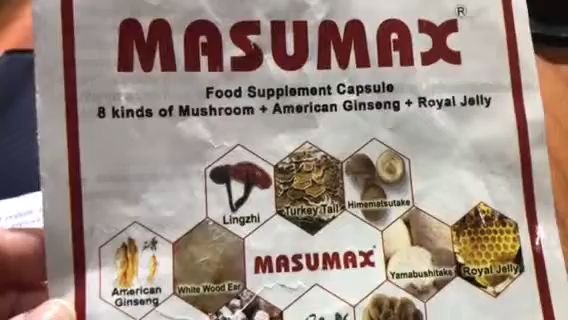 MASUMAX®
Food Supplement Capsule
8 kinds of Mushroom + American Ginseng + Royal Jelly
Lingzhi
Turkey Tail
Himematsutake
American
Ginseng
White Wood Ear
MASUMAX
Yamabushitake
Royal Jelly